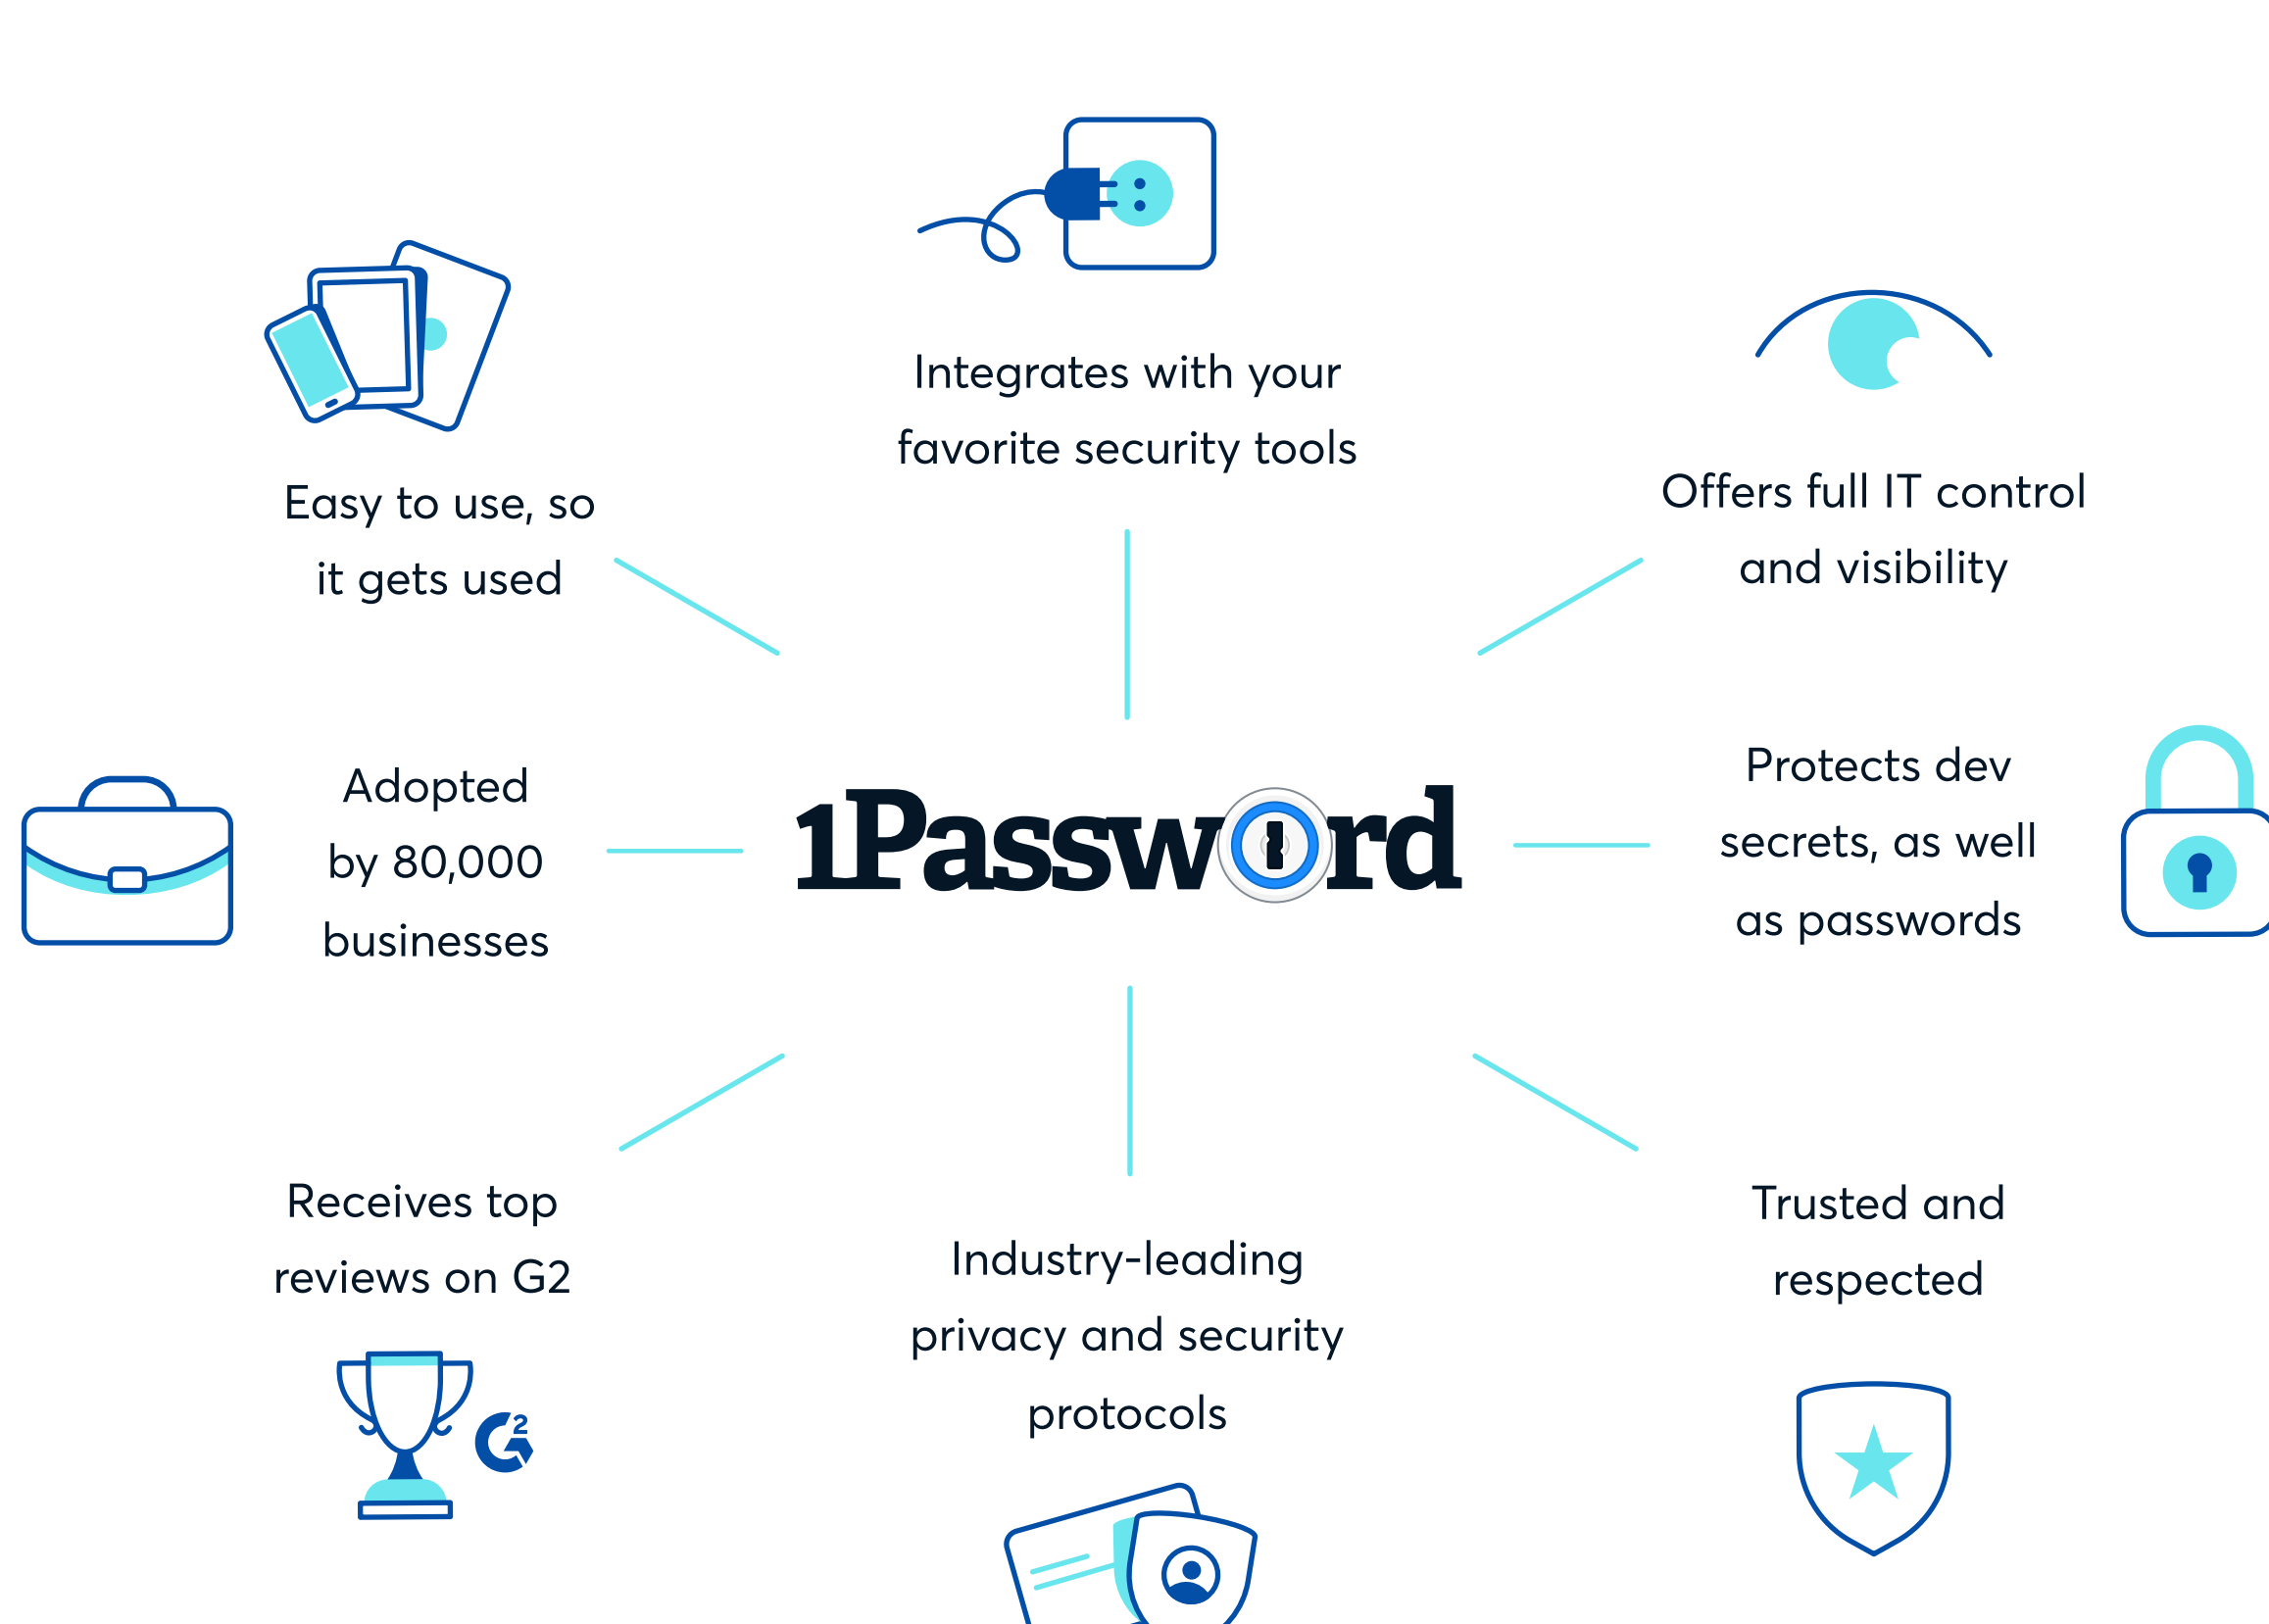 Integrates with your
favorite security tools
Easy to use, so
it gets used
Offers full IT control
and visibility
Adopted
by 80,000
businesses
1Password
Protects dev
secrets, as well
as passwords
Receives top
reviews on G2
G2
Industry-leading
privacy and security
protocols
Trusted and
respected